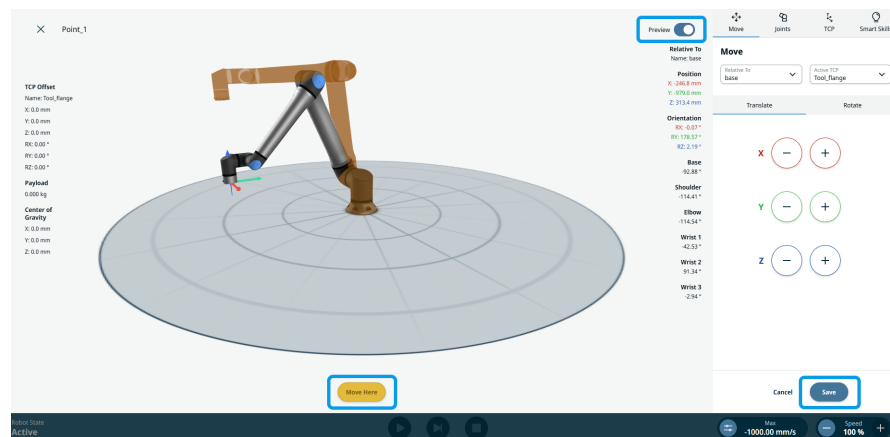 Point_1
Preview
TCP Offset
Name: Tool_flange
X: 0.0 mm
Y: 0.0 mm
Z: 0.0 mm
RX: 0.00 °
RY: 0.00 °
RZ: 0.00 °
Payload
0.000 kg
Center of
Gravity
X: 0.0 mm
Y: 0.0 mm
Z: 0.0 mm
Relative To
Name: base
Position
X: -246.8 mm
Y: -979.0 mm
Z: 313.4 mm
Orientation
RX: -0.07 °
RY: 178.57 °
RZ: 2.19 °
Base
-92.88 °
Shoulder
-114.41 °
Elbow
-114.54 °
Wrist 1
-42.53 °
Wrist 2
91.34 °
Wrist 3
-2.94 °
Move Here
Move Joints TCP Smart Skill
Move
Relative To
base
Active TCP
Tool_flange
Translate Rotate
X − +
Y − +
Z − +
Cancel Save
Robot State
Active
Max
-1000.00 mm/s
− Speed +
100 %